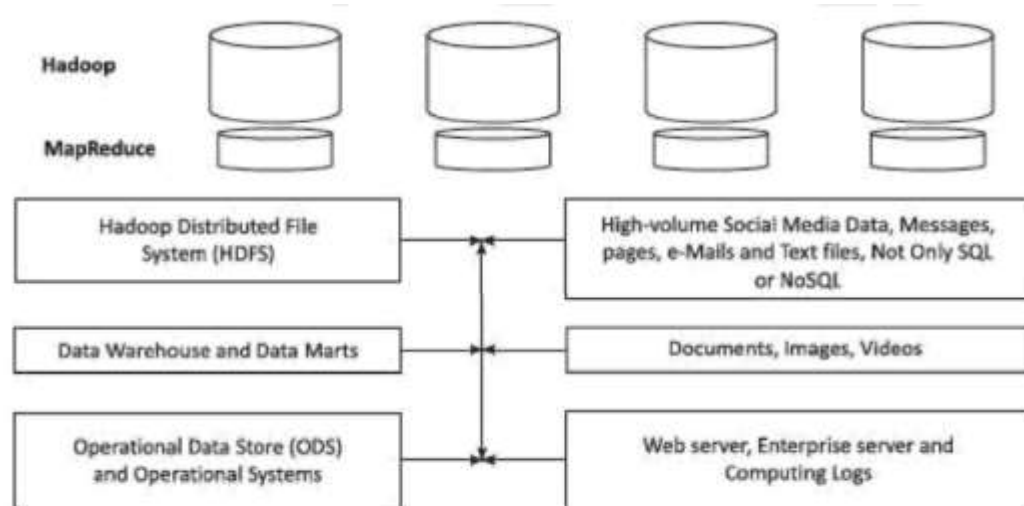 Hadoop
MapReduce
Hadoop Distributed File
System (HDFS)
High-volume Social Media Data, Messages,
pages, e-Mails and Text files, Not Only SQL
or NoSQL
Data Warehouse and Data Marts
Documents, Images, Videos
Operational Data Store (ODS)
and Operational Systems
Web server, Enterprise server and
Computing Logs